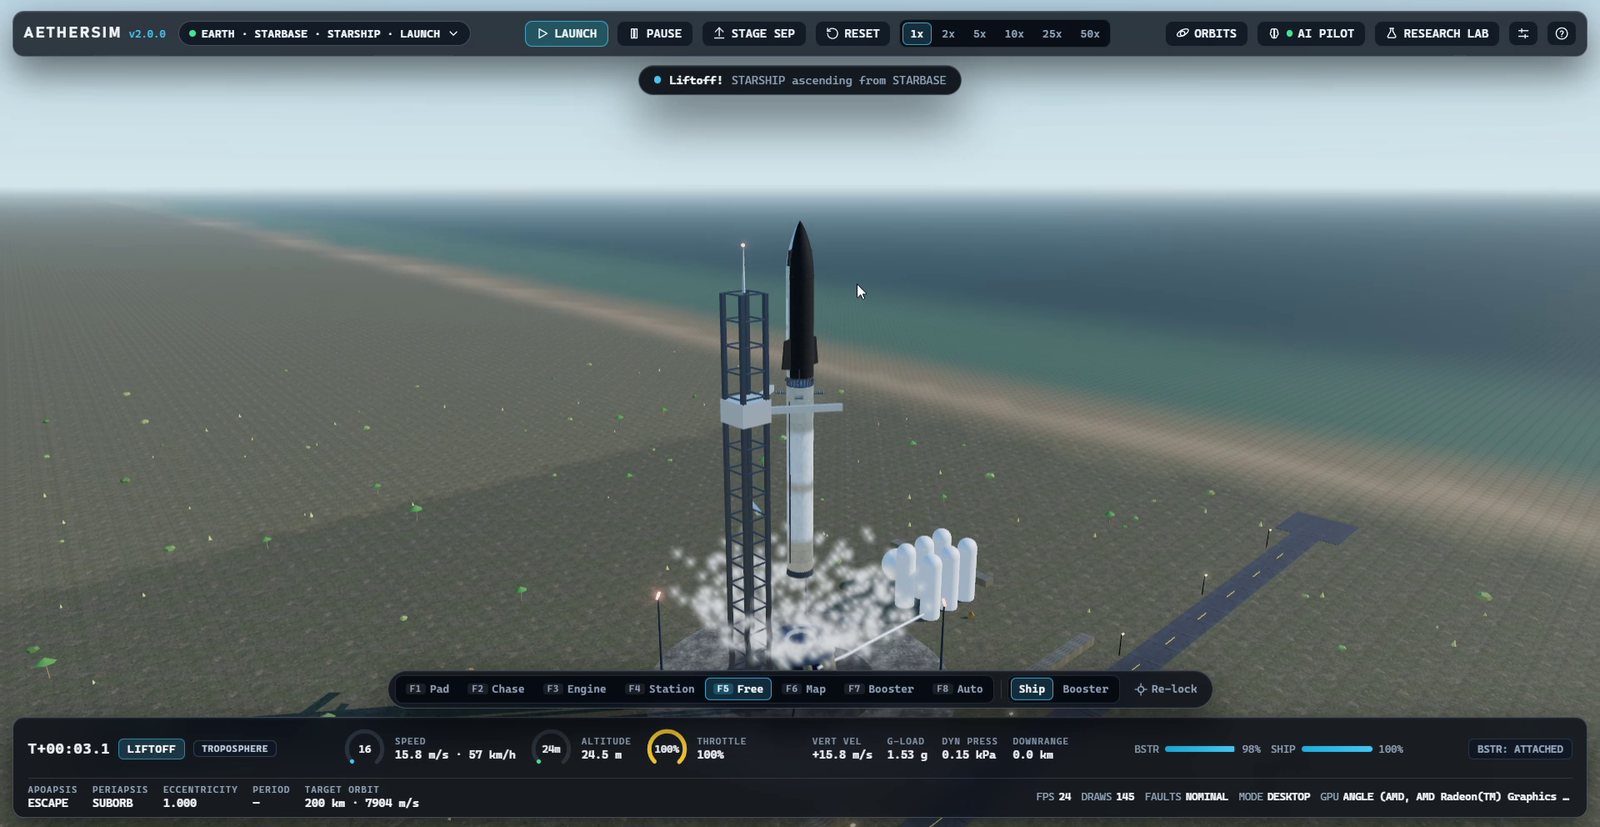 AETHERSIM v2.0.0 EARTH · STARBASE · STARSHIP · LAUNCH LAUNCH PAUSE STAGE SEP RESET 1x 2x 5x 10x 25x 50x ORBITS AI PILOT RESEARCH LAB
Liftoff! STARSHIP ascending from STARBASE
F1 Pad F2 Chase F3 Engine F4 Station F5 Free F6 Map F7 Booster F8 Auto Ship Booster Re-lock
T+00:03.1 LIFTOFF TROPOSPHERE
16 SPEED
15.8 m/s · 57 km/h
24m ALTITUDE
24.5 m
100% THROTTLE
100%
VERT VEL G-LOAD DYN PRESS DOWNRANGE
+15.8 m/s 1.53 g 0.15 kPa 0.0 km
BSTR 98% SHIP 100%
BSTR: ATTACHED
APOAPSIS PERIAPSIS ECCENTRICITY PERIOD TARGET ORBIT
ESCAPE SUBORB 1.000 — 200 km · 7904 m/s
FPS 24 DRAWS 145 FAULTS NOMINAL MODE DESKTOP GPU ANGLE (AMD, AMD Radeon(TM) Graphics …